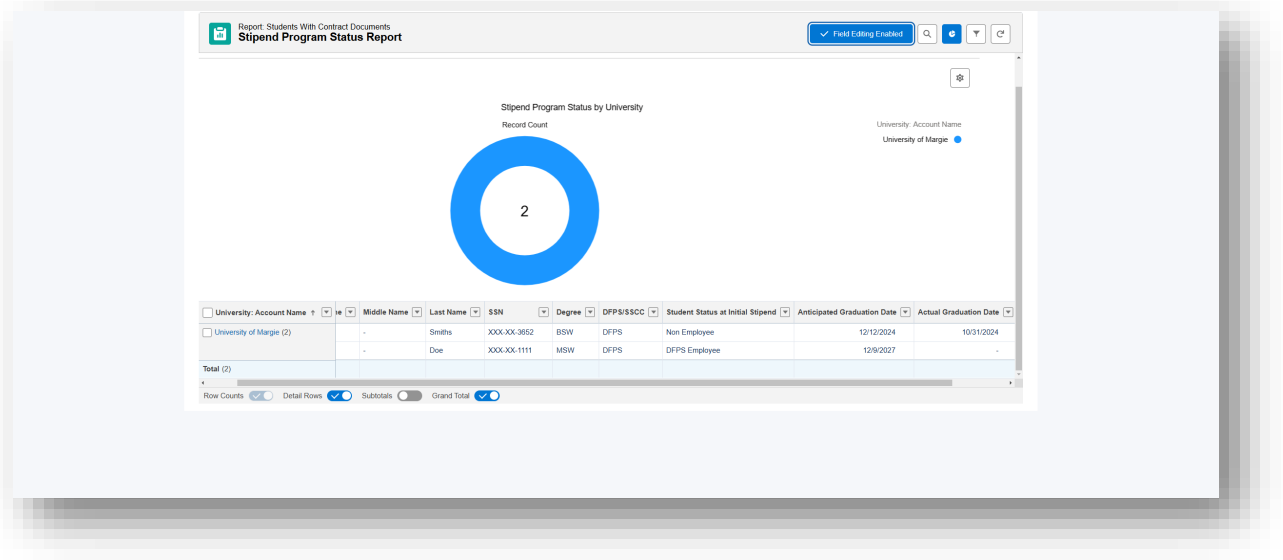 Report: Students With Contract Documents
Stipend Program Status Report
Field Editing Enabled
Stipend Program Status by University
Record Count
University: Account Name
University of Margie
2
University: Account Name ↑ Middle Name Last Name SSN Degree DFPS/SSCC Student Status at Initial Stipend Anticipated Graduation Date Actual Graduation Date
University of Margie (2) - Smiths XXX-XX-3652 BSW DFPS Non Employee 12/12/2024 10/31/2024
- Doe XXX-XX-1111 MSW DFPS DFPS Employee 12/9/2027 -
Total (2)
Row Counts Detail Rows Subtotals Grand Total